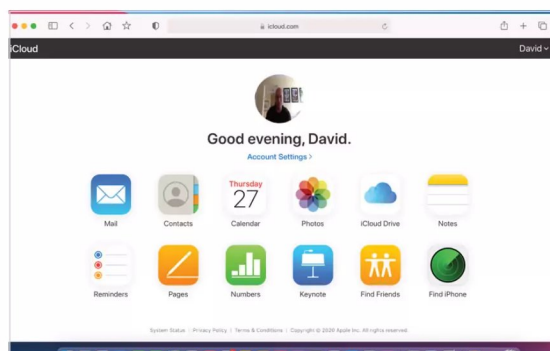 icloud.com
iCloud
David
Good evening, David.
Account Settings >
Thursday
27
Mail
Contacts
Calendar
Photos
iCloud Drive
Notes
Reminders
Pages
Numbers
Keynote
Find Friends
Find iPhone
System Status | Privacy Policy | Terms & Conditions | Copyright © 2020 Apple Inc. All rights reserved.